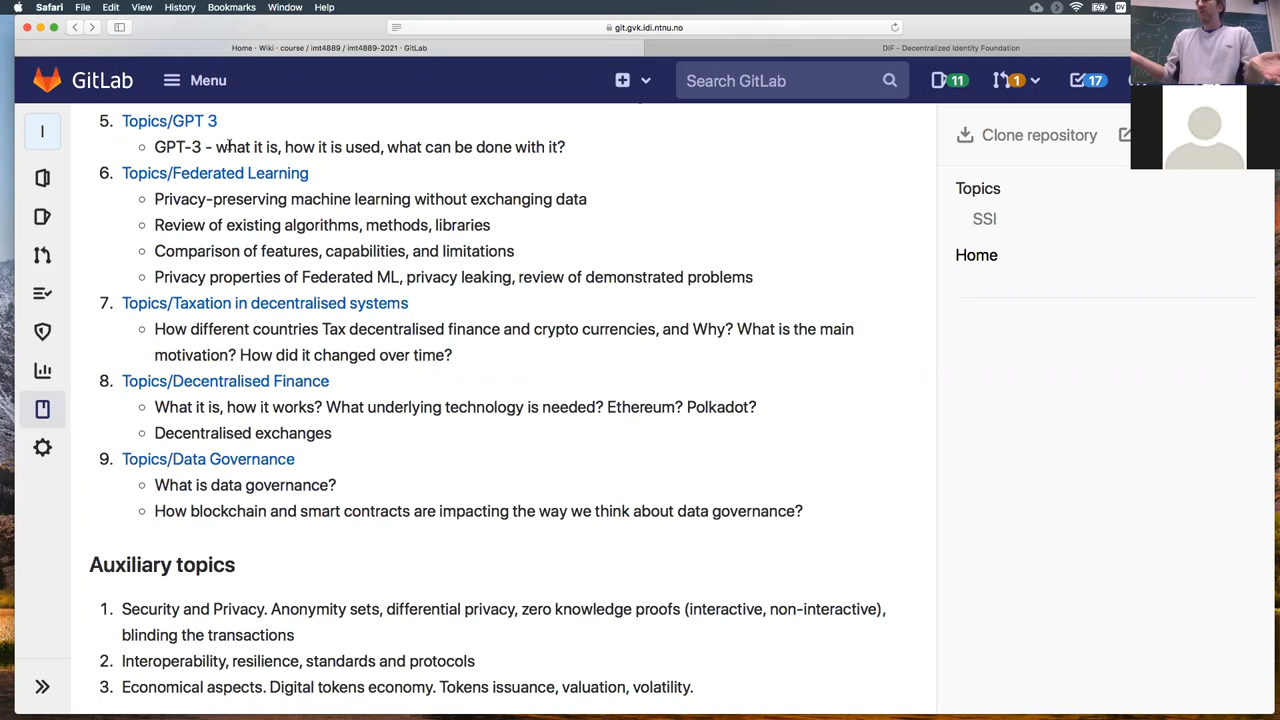 Safari File Edit View History Bookmarks Window Help
DV
git.gvk.idi.ntnu.no
Home · Wiki · course / imt4889 / imt4889-2021 · GitLab
DIF - Decentralized Identity Foundation
GitLab Menu Search GitLab 11 1 17
I
5. Topics/GPT 3
GPT-3 - what it is, how it is used, what can be done with it?
6. Topics/Federated Learning
Privacy-preserving machine learning without exchanging data
Review of existing algorithms, methods, libraries
Comparison of features, capabilities, and limitations
Privacy properties of Federated ML, privacy leaking, review of demonstrated problems
7. Topics/Taxation in decentralised systems
How different countries Tax decentralised finance and crypto currencies, and Why? What is the main
motivation? How did it changed over time?
8. Topics/Decentralised Finance
What it is, how it works? What underlying technology is needed? Ethereum? Polkadot?
Decentralised exchanges
9. Topics/Data Governance
What is data governance?
How blockchain and smart contracts are impacting the way we think about data governance?
Auxiliary topics
1. Security and Privacy. Anonymity sets, differential privacy, zero knowledge proofs (interactive, non-interactive),
blinding the transactions
2. Interoperability, resilience, standards and protocols
3. Economical aspects. Digital tokens economy. Tokens issuance, valuation, volatility.
Clone repository
Topics
SSI
Home